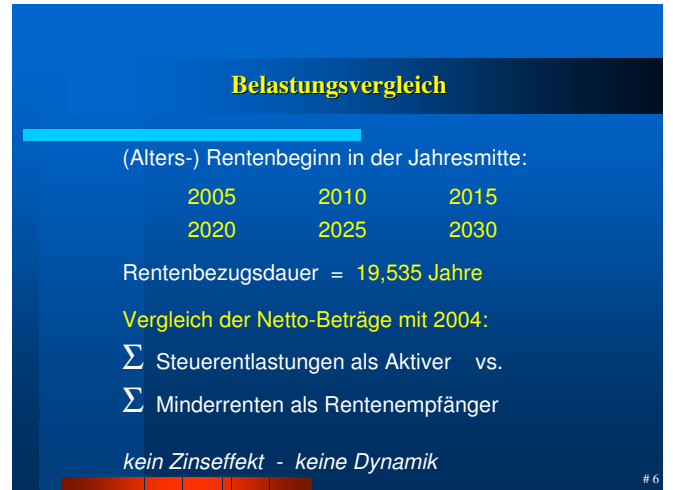 Belastungsvergleich
(Alters-) Rentenbeginn in der Jahresmitte:
2005 2010 2015
2020 2025 2030
Rentenbezugsdauer = 19,535 Jahre
Vergleich der Netto-Beträge mit 2004:
Σ Steuerentlastungen als Aktiver vs.
Σ Minderrenten als Rentenempfänger
kein Zinseffekt - keine Dynamik
# 6